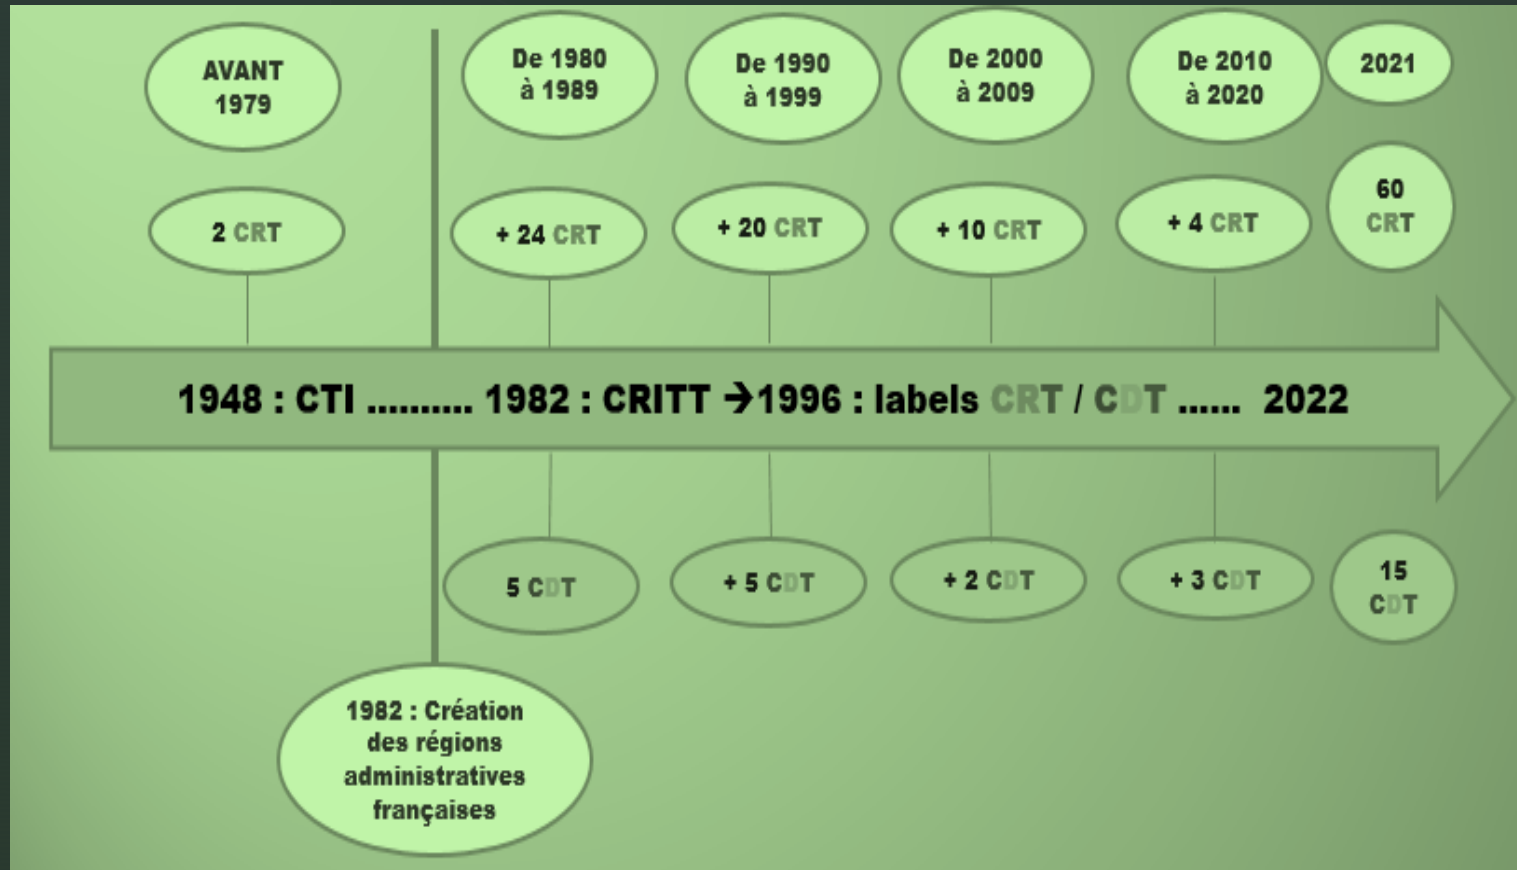 AVANT
1979
De 1980
à 1989
De 1990
à 1999
De 2000
à 2009
De 2010
à 2020
2021
2 CRT
+ 24 CRT
+ 20 CRT
+ 10 CRT
+ 4 CRT
60
CRT
1948 : CTI .......... 1982 : CRITT →1996 : labels CRT / CDT ...... 2022
5 CDT
+ 5 CDT
+ 2 CDT
+ 3 CDT
15
CDT
1982 : Création
des régions
administratives
françaises